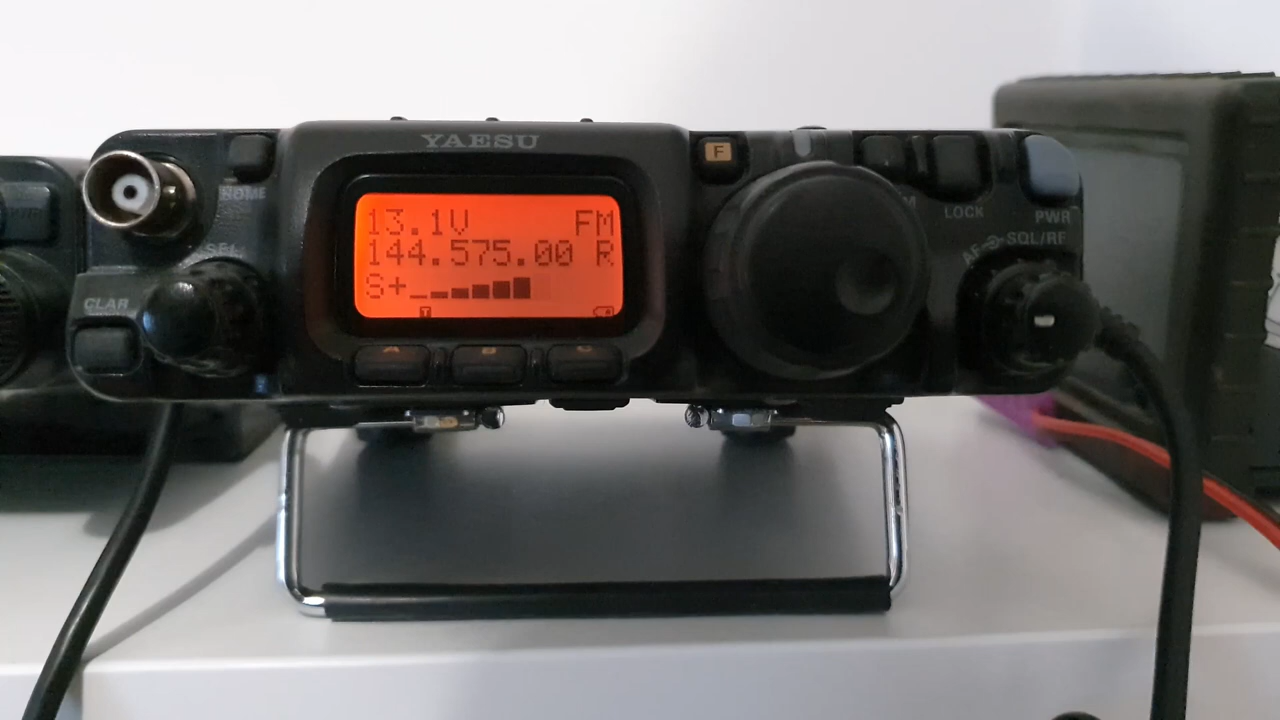 YAESU
F
HOME
SEL
CLAR
13.1V FM
144.575.00 R
S+
T
A
B
C
LOCK
PWR
AF
SQL/RF